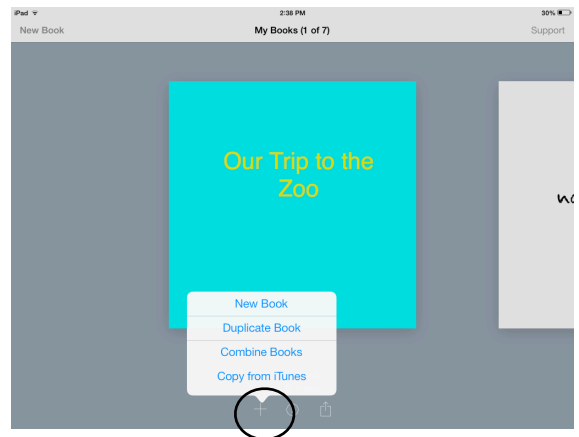 iPad 2:38 PM 30%
New Book My Books (1 of 7) Support
Our Trip to the
Zoo
New Book
Duplicate Book
Combine Books
Copy from iTunes